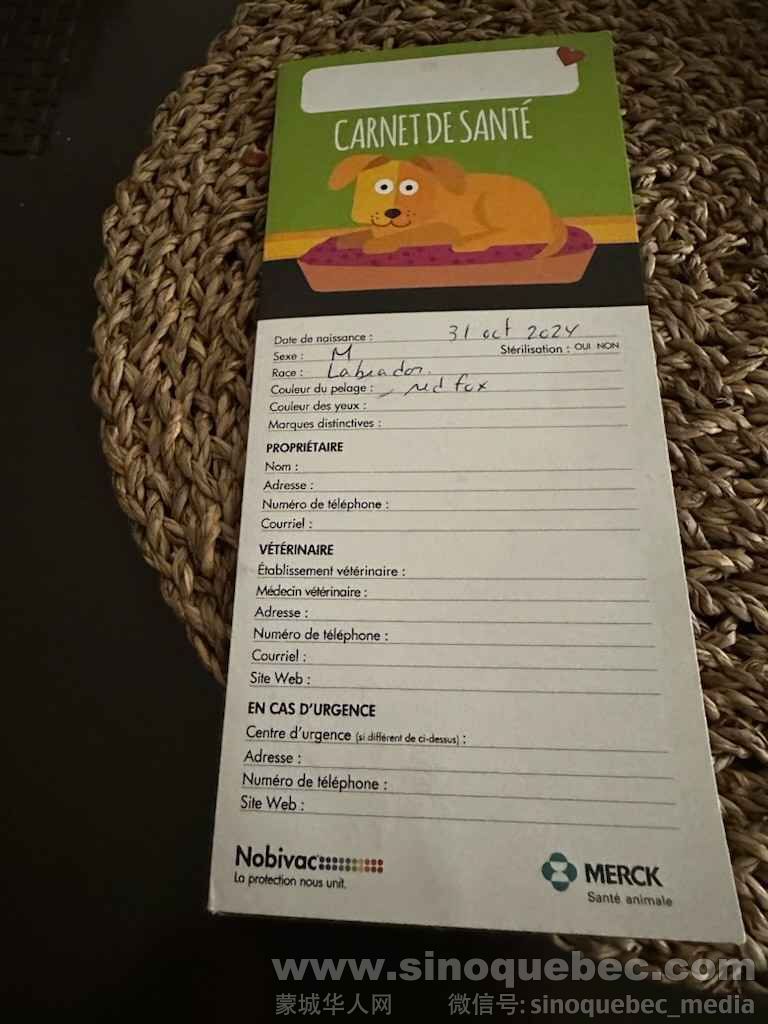 CARNET DE SANTÉ
Date de naissance : 31 oct 2024
Sexe : M Stérilisation : OUI NON
Race : Labrador.
Couleur du pelage : red fox
Couleur des yeux :
Marques distinctives :
PROPRIÉTAIRE
Nom :
Adresse :
Numéro de téléphone :
Courriel :
VÉTÉRINAIRE
Établissement vétérinaire :
Médecin vétérinaire :
Adresse :
Numéro de téléphone :
Courriel :
Site Web :
EN CAS D'URGENCE
Centre d'urgence (si différent de ci-dessus) :
Adresse :
Numéro de téléphone :
Site Web :
Nobivac
La protection nous unit.
MERCK
Santé animale
www.sinoquebec.com
蒙城华人网 微信号: sinoquebec_media